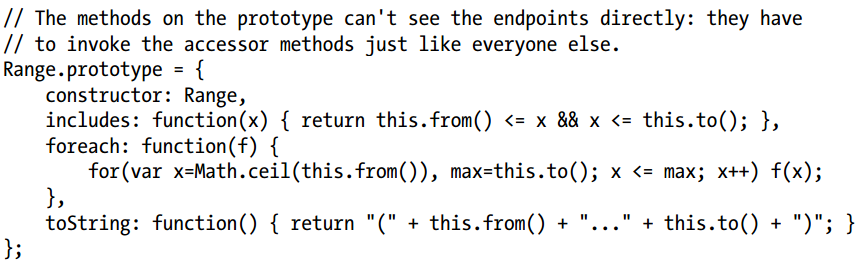 // The methods on the prototype can't see the endpoints directly: they have
// to invoke the accessor methods just like everyone else.
Range.prototype = {
    constructor: Range,
    includes: function(x) { return this.from() <= x && x <= this.to(); },
    foreach: function(f) {
        for(var x=Math.ceil(this.from()), max=this.to(); x <= max; x++) f(x);
    },
    toString: function() { return "(" + this.from() + "..." + this.to() + ")"; }
};